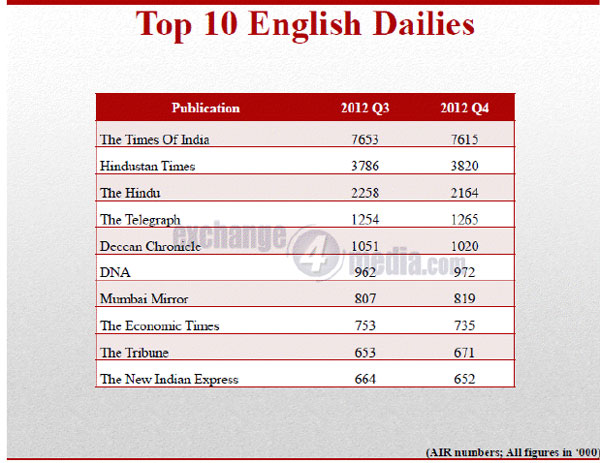 Top 10 English Dailies
Publication 2012 Q3 2012 Q4
The Times Of India 7653 7615
Hindustan Times 3786 3820
The Hindu 2258 2164
The Telegraph 1254 1265
Deccan Chronicle 1051 1020
DNA 962 972
Mumbai Mirror 807 819
The Economic Times 753 735
The Tribune 653 671
The New Indian Express 664 652
exchange4media.com
(AIR numbers; All figures in '000)